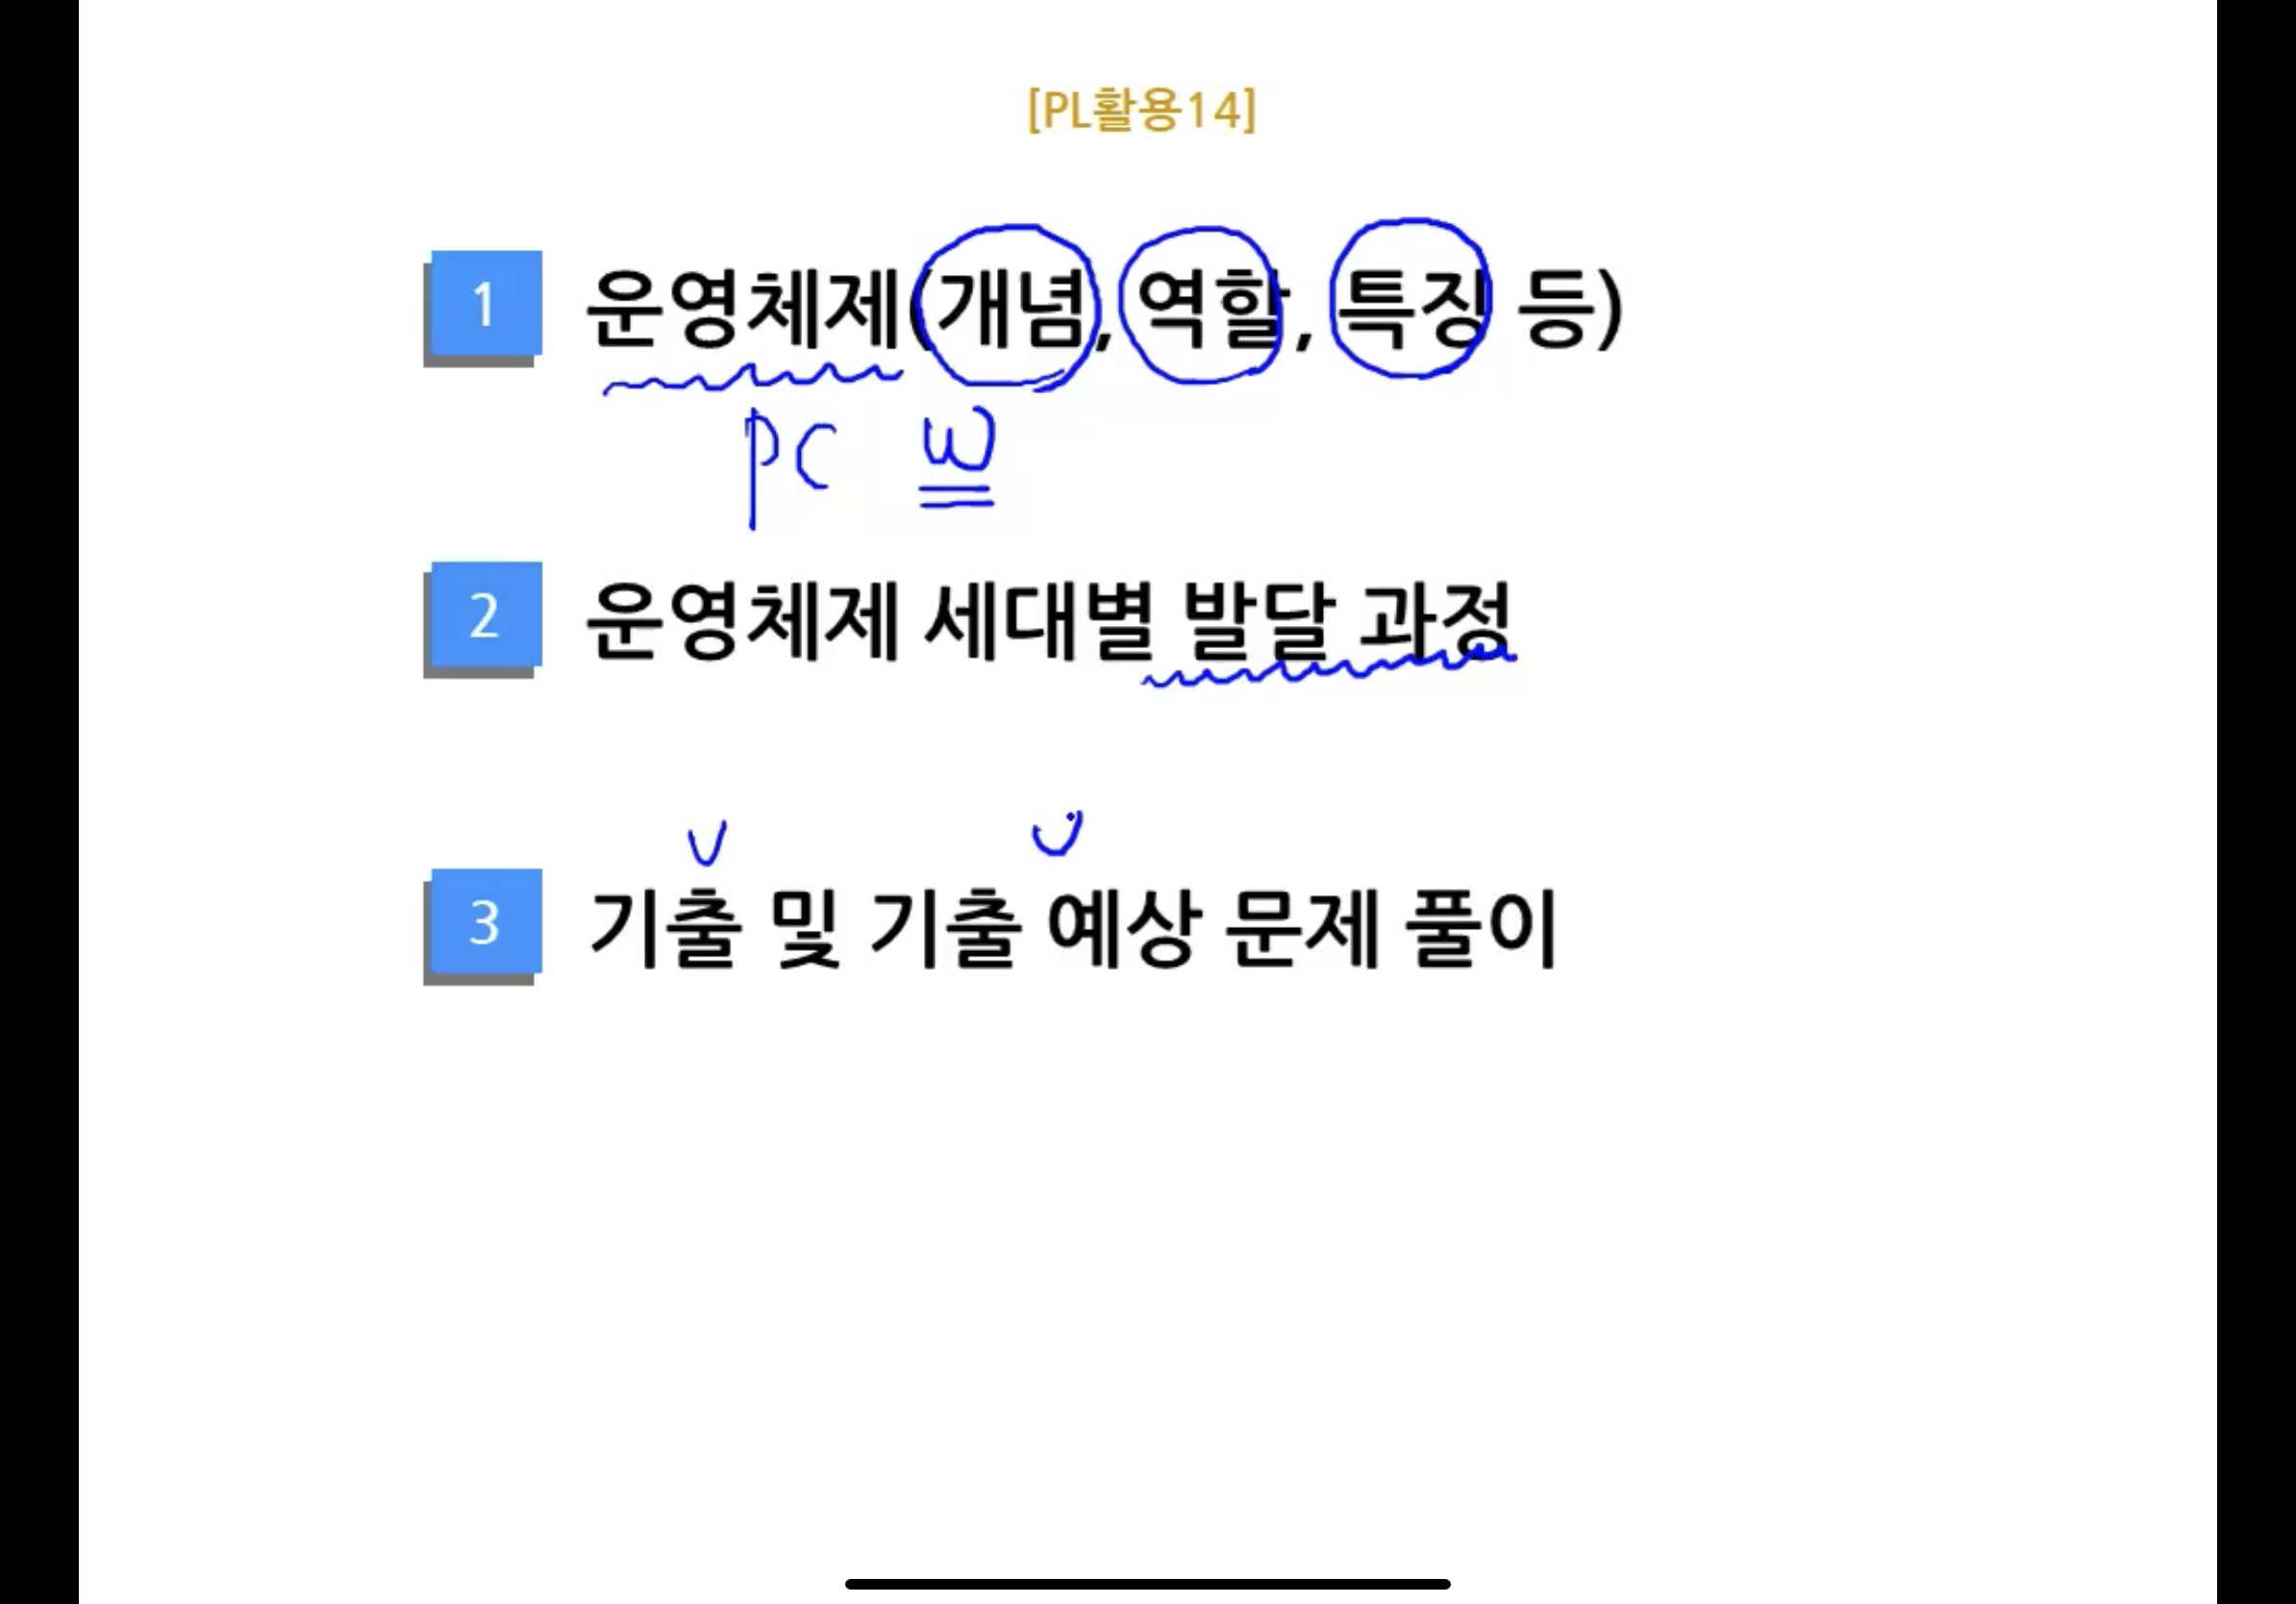 [PL활용14]
1 운영체제(개념, 역할, 특징 등)
PC W
2 운영체제 세대별 발달 과정
3 기출 및 기출 예상 문제 풀이